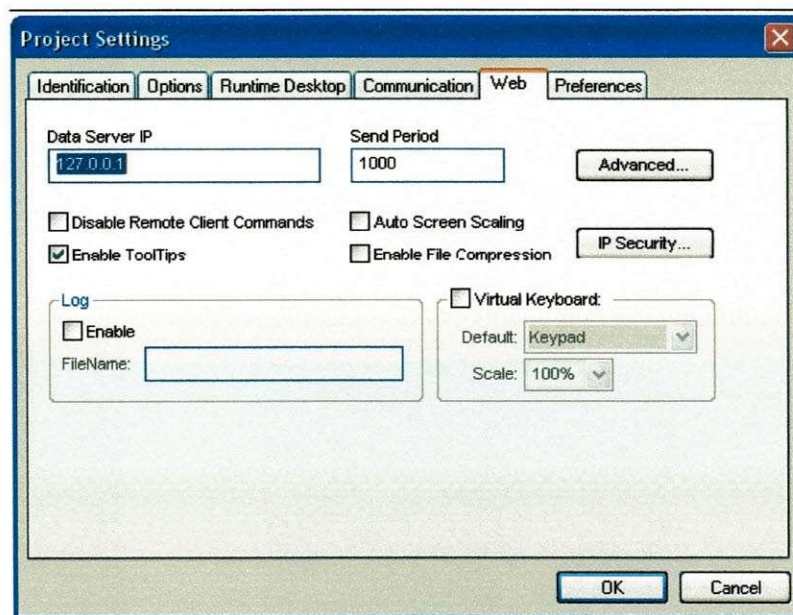 Project Settings
Identification Options Runtime Desktop Communication Web Preferences
Data Server IP Send Period
127.0.0.1 1000 Advanced...
Disable Remote Client Commands Auto Screen Scaling
Enable ToolTips Enable File Compression IP Security...
Log Virtual Keyboard:
Enable Default: Keypad
FileName: Scale: 100%
OK Cancel